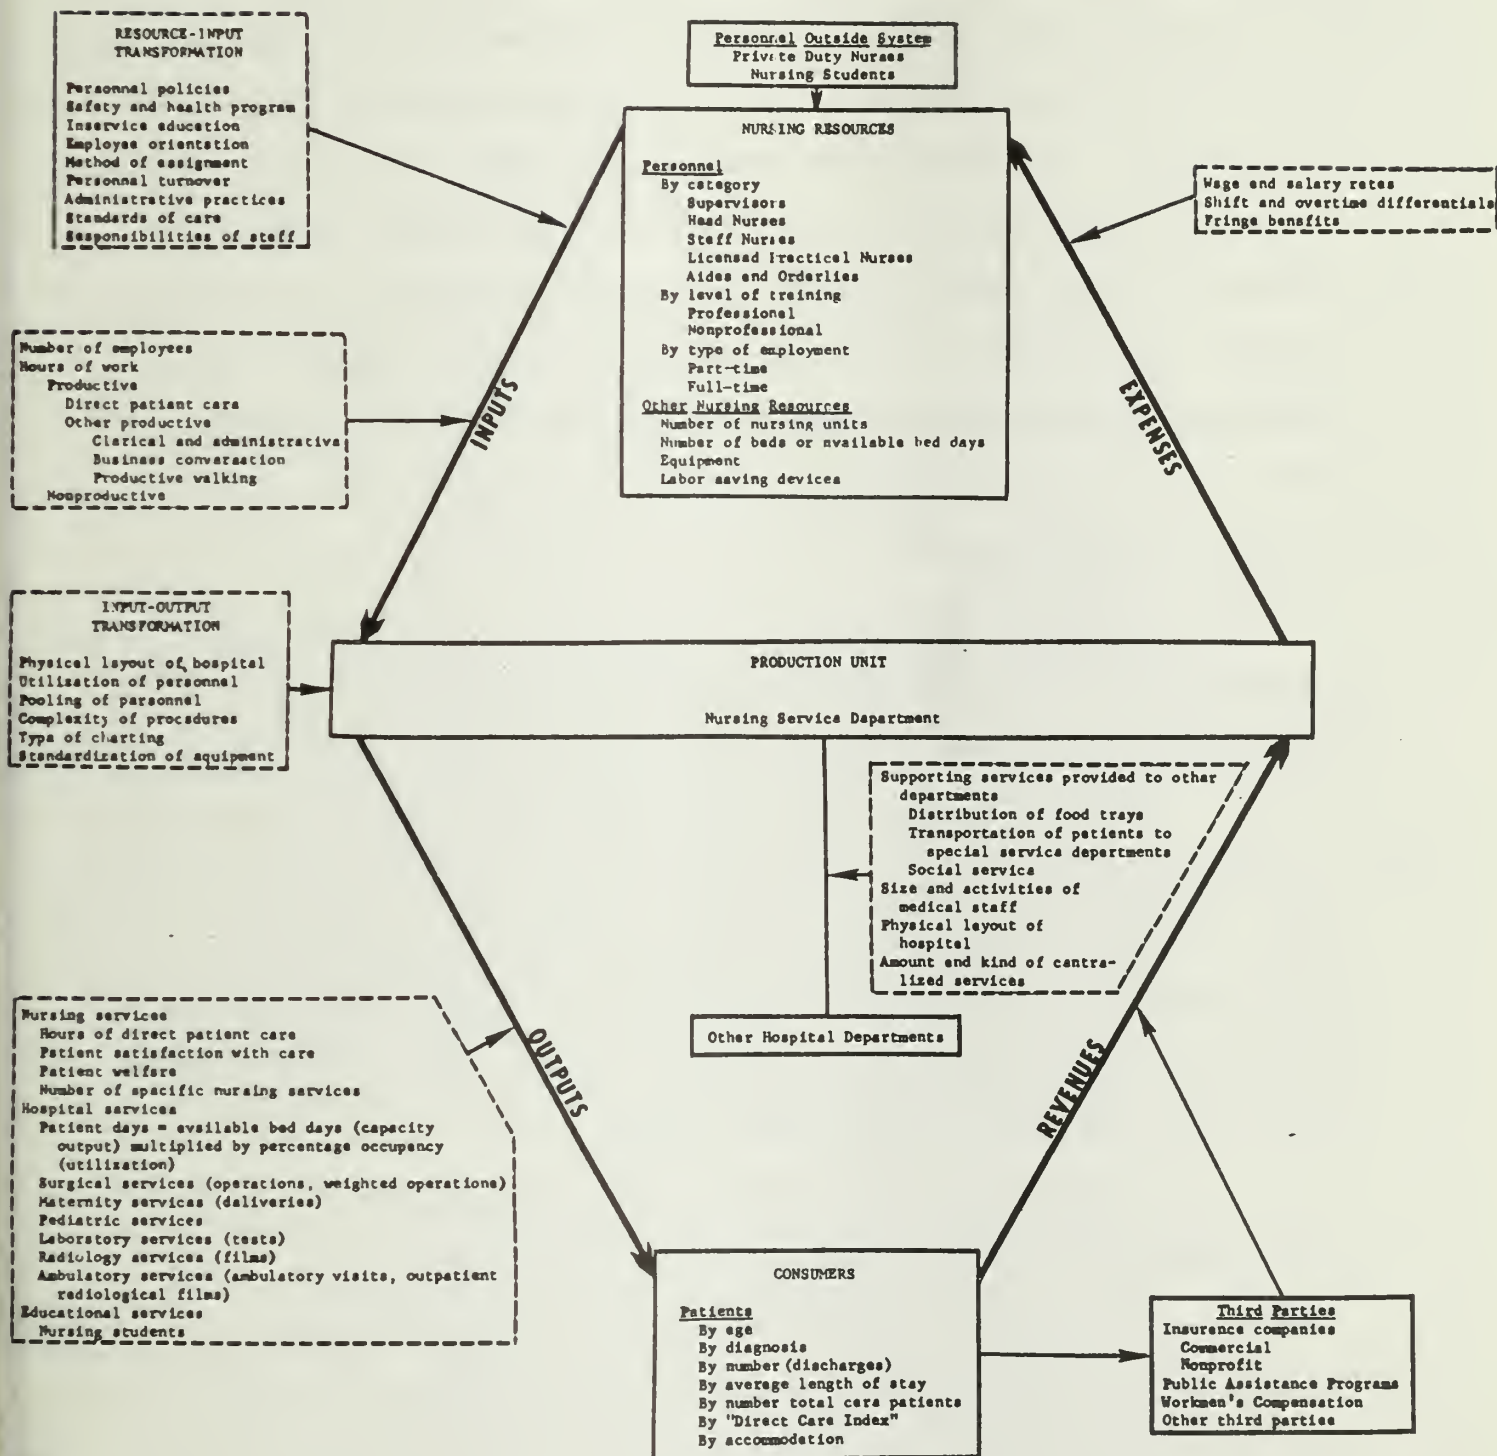 RESOURCE-INPUT
TRANSFORMATION
Personnel policies
Safety and health program
Inservice education
Employee orientation
Method of assignment
Personnel turnover
Administrative practices
Standards of care
Responsibilities of staff
Personnel Outside System
Private Duty Nurses
Nursing Students
NURSING RESOURCES
Personnel
By category
Supervisors
Head Nurses
Staff Nurses
Licensed Practical Nurses
Aides and Orderlies
By level of training
Professional
Nonprofessional
By type of employment
Part-time
Full-time
Other Nursing Resources
Number of nursing units
Number of beds or available bed days
Equipment
Labor saving devices
Wage and salary rates
Shift and overtime differentials
Fringe benefits
Number of employees
Hours of work
Productive
Direct patient care
Other productive
Clerical and administrative
Business conversation
Productive walking
Nonproductive
INPUTS
EXPENSES
INPUT-OUTPUT
TRANSFORMATION
Physical layout of hospital
Utilization of personnel
Pooling of personnel
Complexity of procedures
Type of charting
Standardization of equipment
PRODUCTION UNIT
Nursing Service Department
Supporting services provided to other
departments
Distribution of food trays
Transportation of patients to
special service departments
Social service
Size and activities of
medical staff
Physical layout of
hospital
Amount and kind of centra-
lized services
Other Hospital Departments
Nursing services
Hours of direct patient care
Patient satisfaction with care
Patient welfare
Number of specific nursing services
Hospital services
Patient days = available bed days (capacity
output) multiplied by percentage occupancy
(utilization)
Surgical services (operations, weighted operations)
Maternity services (deliveries)
Pediatric services
Laboratory services (tests)
Radiology services (films)
Ambulatory services (ambulatory visits, outpatient
radiological films)
Educational services
Nursing students
OUTPUTS
REVENUES
CONSUMERS
Patients
By age
By diagnosis
By number (discharges)
By average length of stay
By number total care patients
By "Direct Care Index"
By accommodation
Third Parties
Insurance companies
Commercial
Nonprofit
Public Assistance Programs
Workmen's Compensation
Other third parties